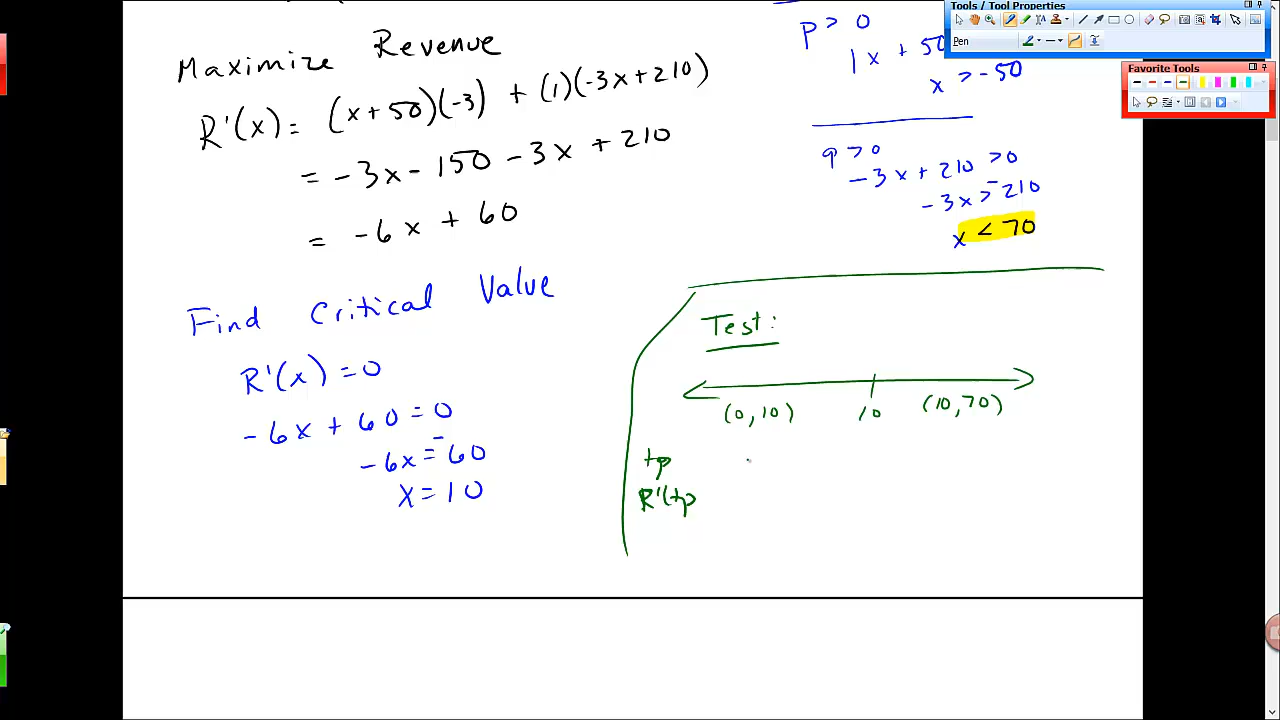 Maximize Revenue
R'(x) = (x+50)(-3) + (1)(-3x+210)
= -3x - 150 - 3x + 210
= -6x + 60
Find Critical Value
R'(x) = 0
-6x + 60 = 0
-6x = -60
x = 10
p > 0
1x + 50
x > -50
q > 0
-3x + 210 > 0
-3x > -210
x < 70
Test:
(0, 10) 10 (10, 70)
tp
R'(tp
Tools / Tool Properties
Pen
Favorite Tools